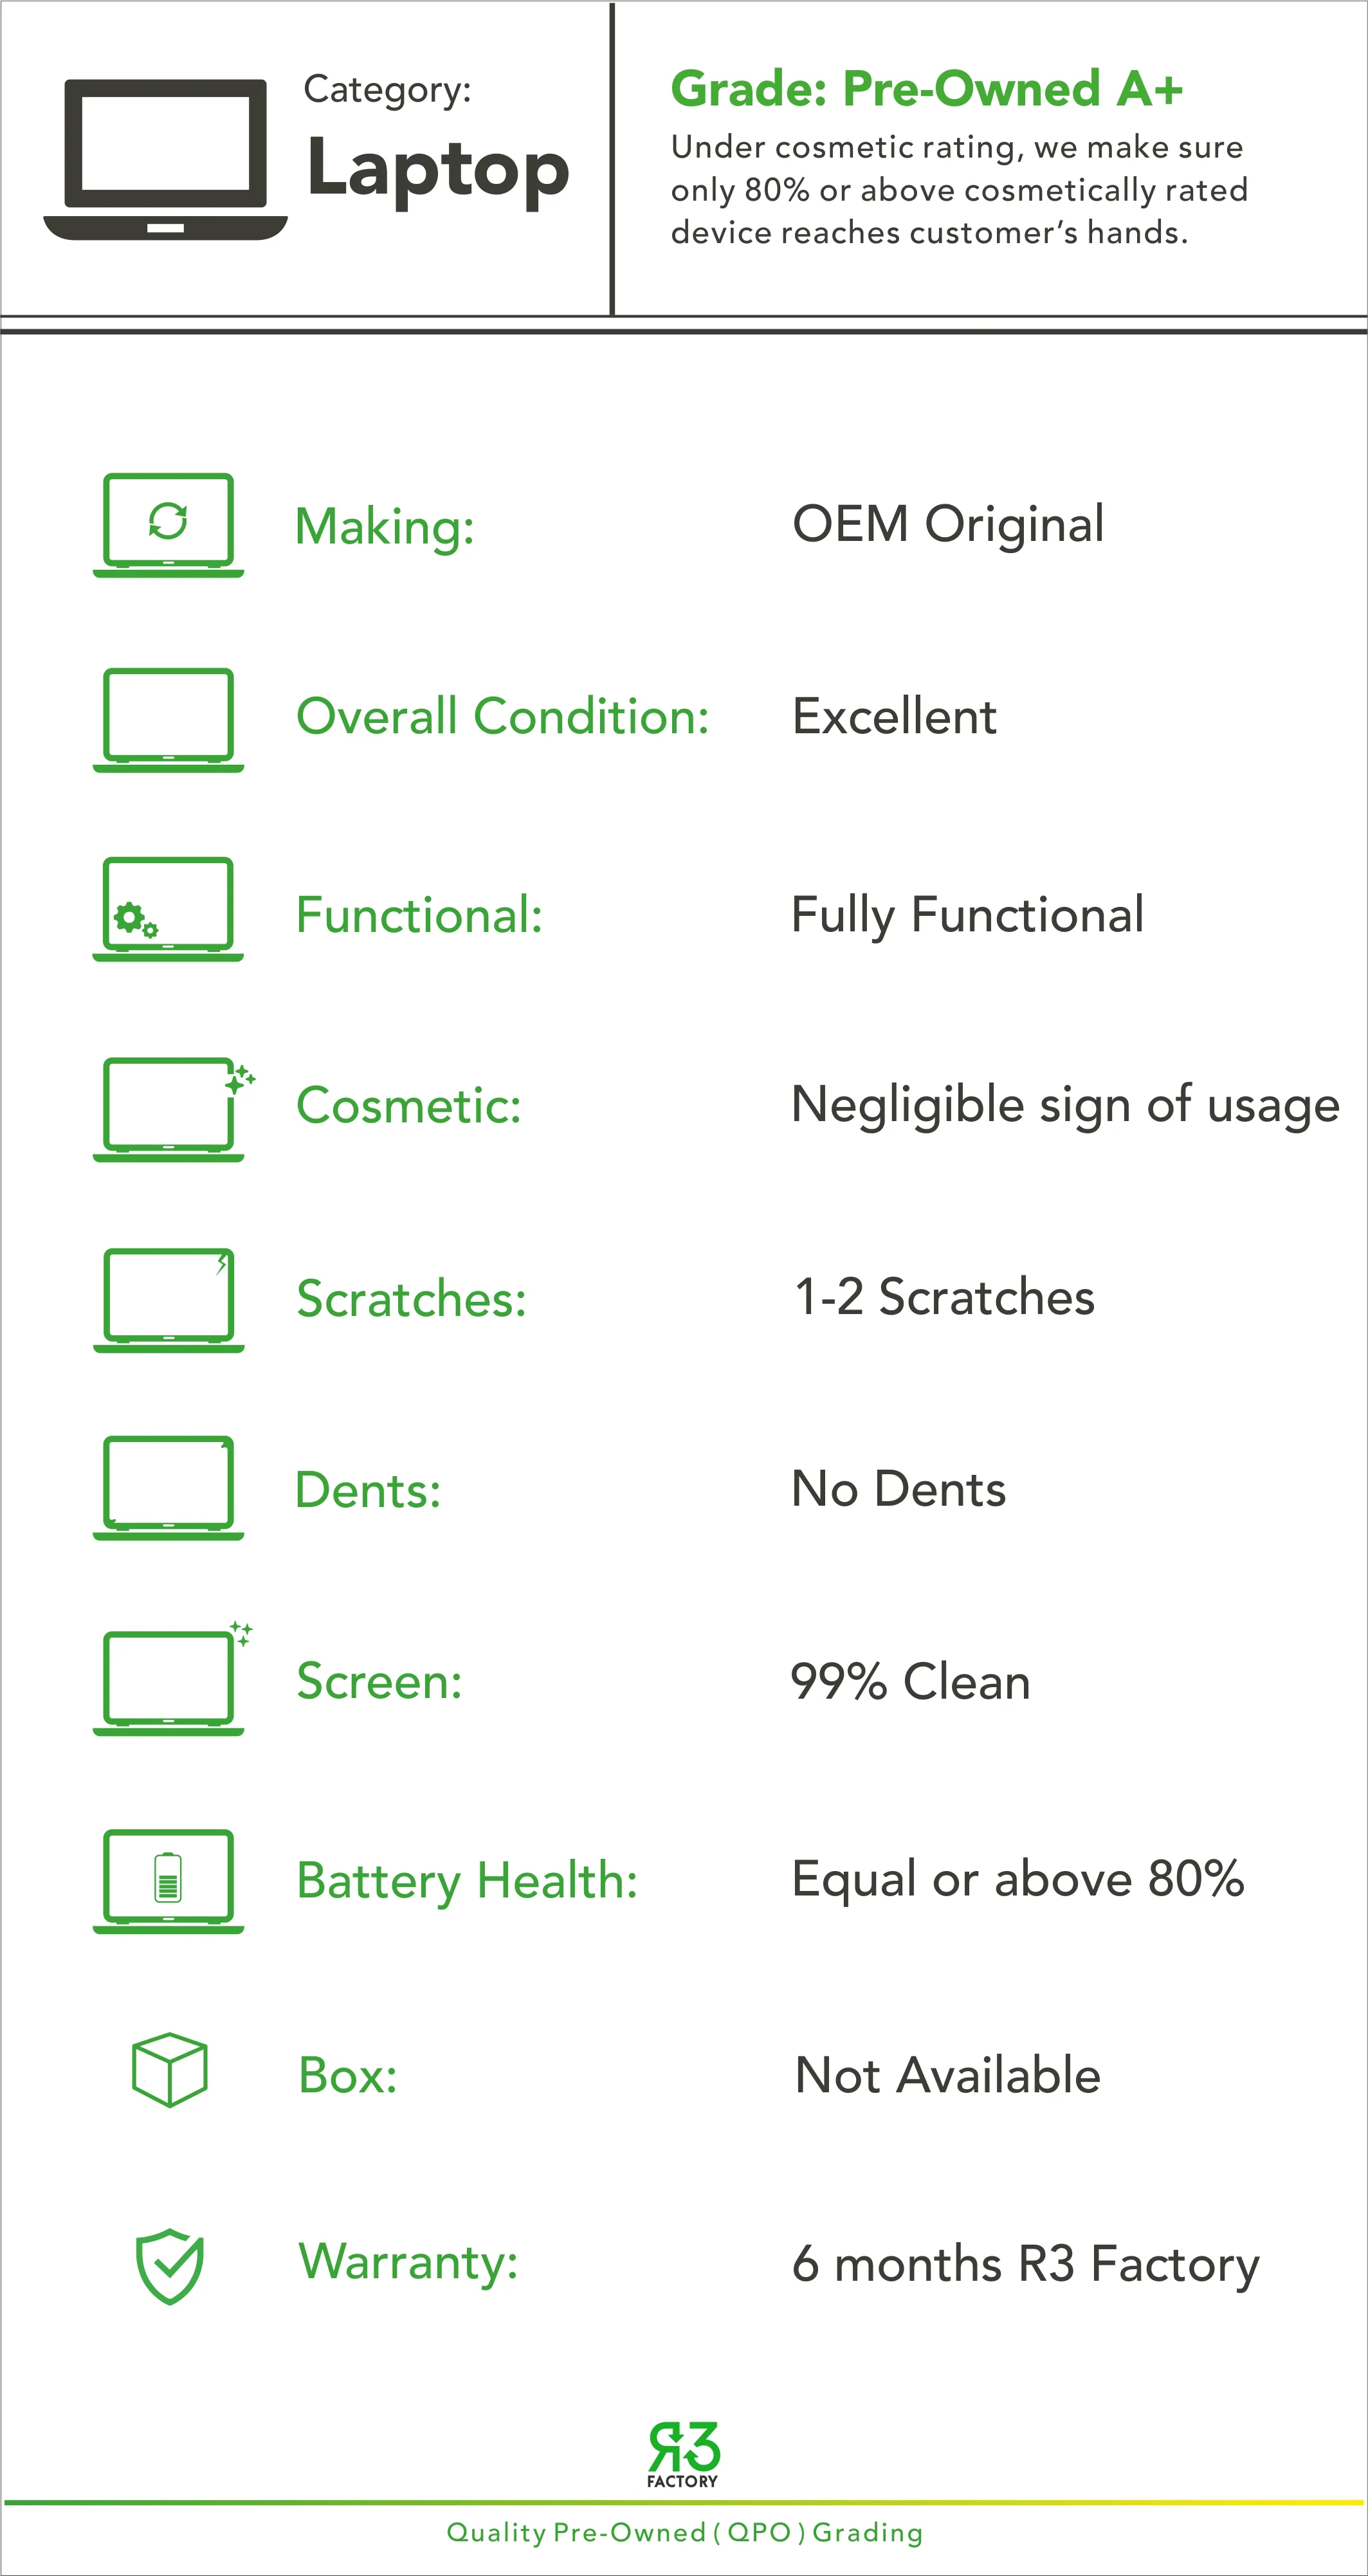 Category:
Laptop
Grade: Pre-Owned A+
Under cosmetic rating, we make sure
only 80% or above cosmetically rated
device reaches customer's hands.
Making: OEM Original
Overall Condition: Excellent
Functional: Fully Functional
Cosmetic: Negligible sign of usage
Scratches: 1-2 Scratches
Dents: No Dents
Screen: 99% Clean
Battery Health: Equal or above 80%
Box: Not Available
Warranty: 6 months R3 Factory
R3
FACTORY
Quality Pre-Owned ( QPO ) Grading